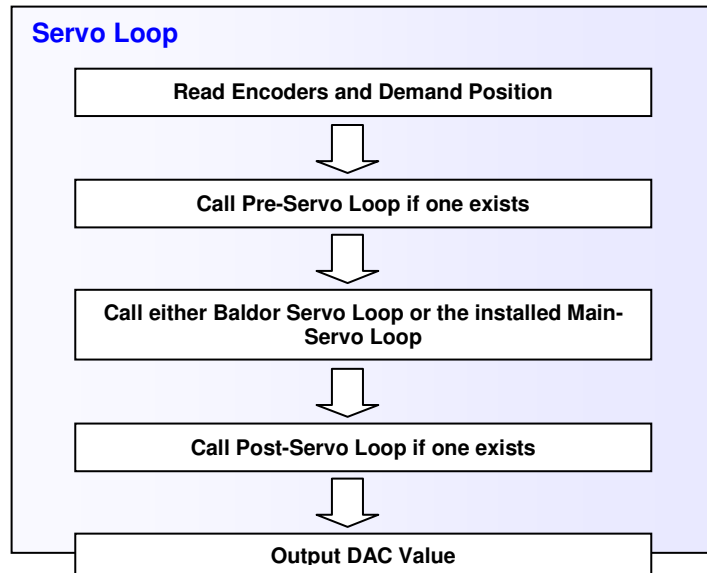 Servo Loop
Read Encoders and Demand Position
Call Pre-Servo Loop if one exists
Call either Baldor Servo Loop or the installed Main-
Servo Loop
Call Post-Servo Loop if one exists
Output DAC Value